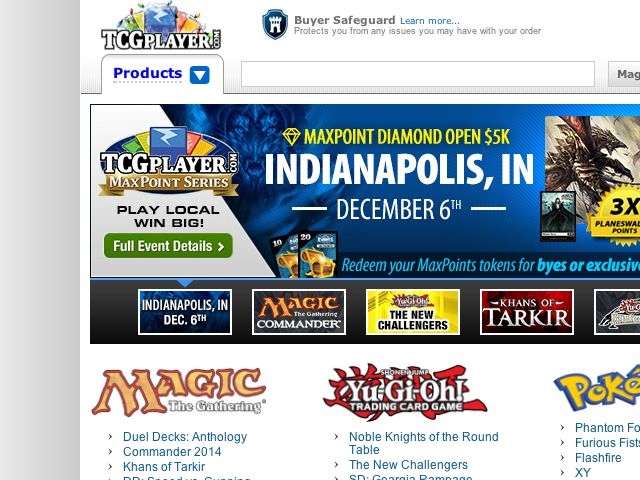 TCGPLAYER.COM
Buyer Safeguard Learn more...
Protects you from any issues you may have with your order
Products
Mag
TCGPLAYER.COM
MAXPOINT SERIES
PLAY LOCAL
WIN BIG!
Full Event Details >
MAXPOINT DIAMOND OPEN $5K
INDIANAPOLIS, IN
DECEMBER 6TH
10
20
3X
PLANESWAL
POINTS
Redeem your MaxPoints tokens for byes or exclusive
INDIANAPOLIS, IN
DEC. 6TH
MAGIC
The Gathering
COMMANDER
Yu-Gi-Oh!
THE NEW
CHALLENGERS
KHANS OF
TARKIR
MAGIC
The Gathering
SHONEN JUMP
Yu-Gi-Oh!
TRADING CARD GAME
Poké
Duel Decks: Anthology
Commander 2014
Khans of Tarkir
Noble Knights of the Round
Table
The New Challengers
SD: Georgia Rampage
Phantom Fo
Furious Fists
Flashfire
XY